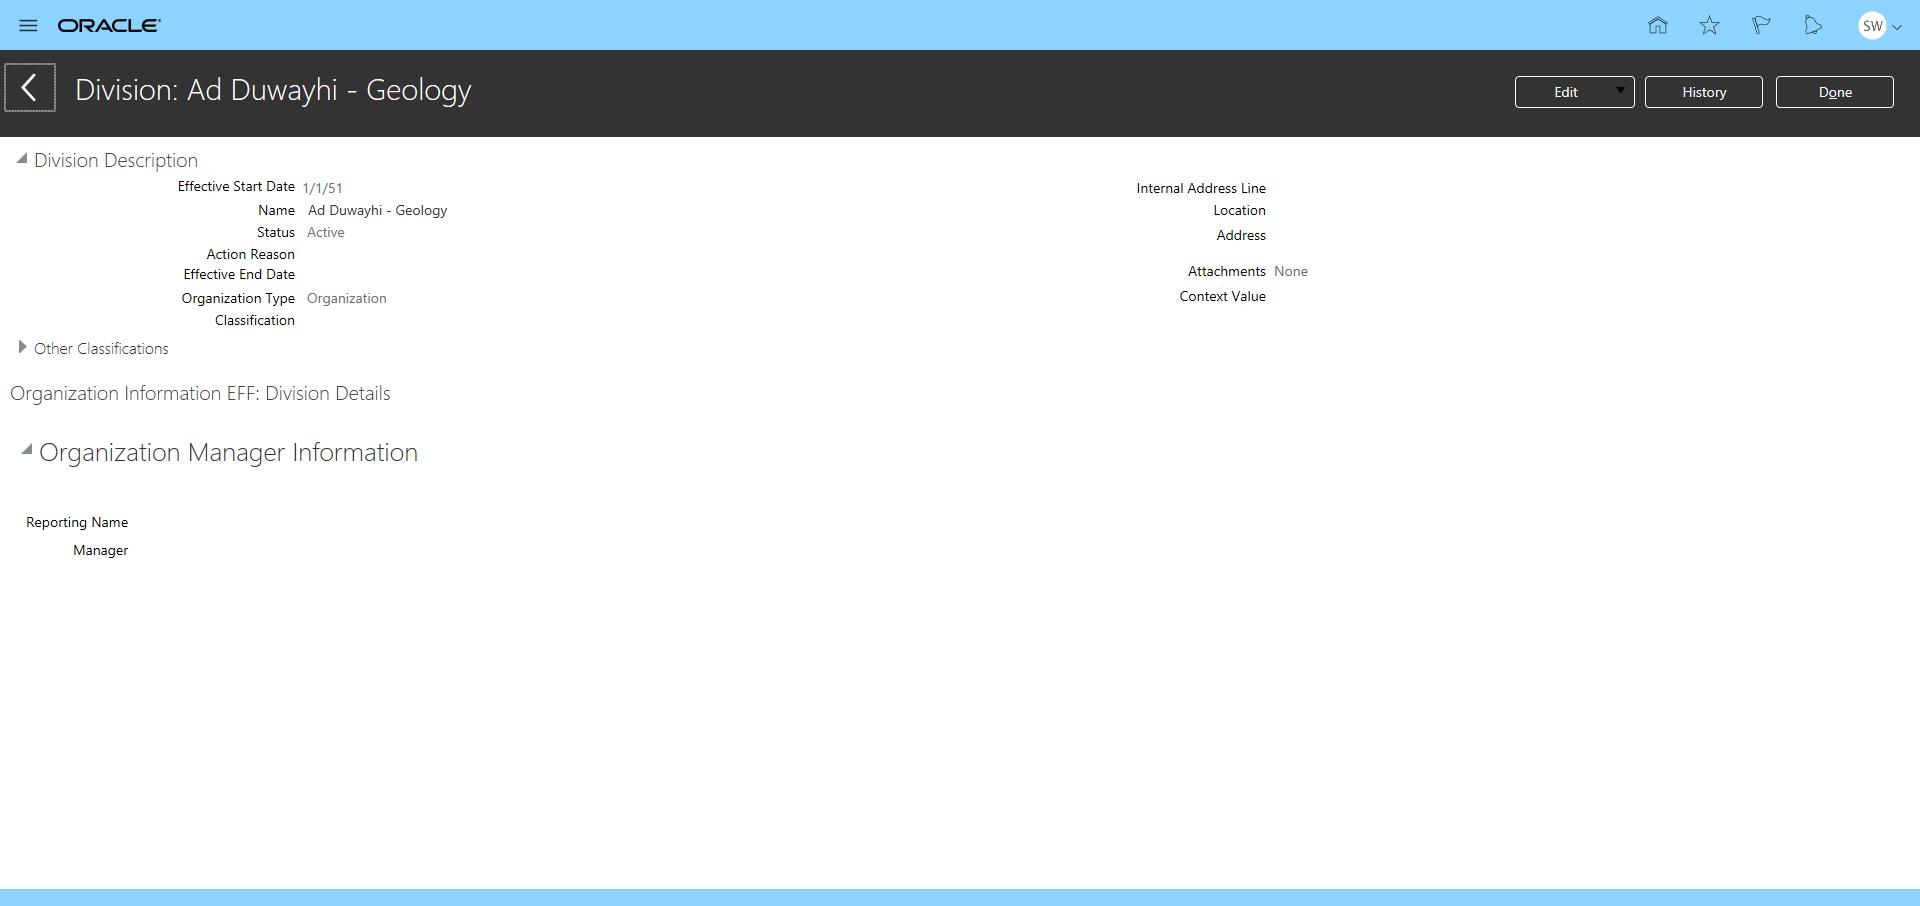 ORACLE
SW
Division: Ad Duwayhi - Geology
Edit
History
Done
Division Description
Effective Start Date 1/1/51
Name Ad Duwayhi - Geology
Status Active
Action Reason
Effective End Date
Organization Type Organization
Classification
Internal Address Line
Location
Address
Attachments None
Context Value
Other Classifications
Organization Information EFF: Division Details
Organization Manager Information
Reporting Name
Manager